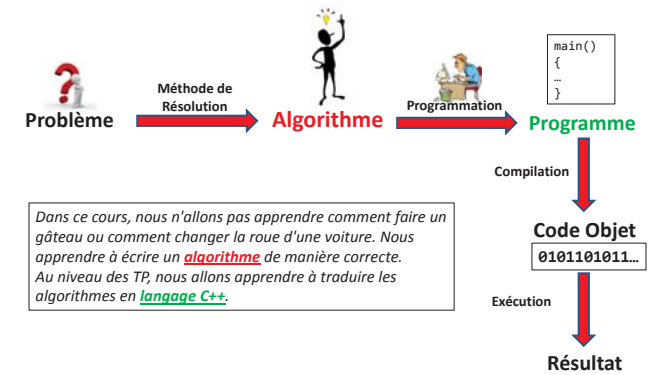 main()
{
…
}
Méthode de
Résolution
Programmation
Problème
Algorithme
Programme
Compilation
Dans ce cours, nous n'allons pas apprendre comment faire un
gâteau ou comment changer la roue d'une voiture. Nous
apprendre à écrire un algorithme de manière correcte.
Au niveau des TP, nous allons apprendre à traduire les
algorithmes en langage C++.
Code Objet
0101101011…
Exécution
Résultat